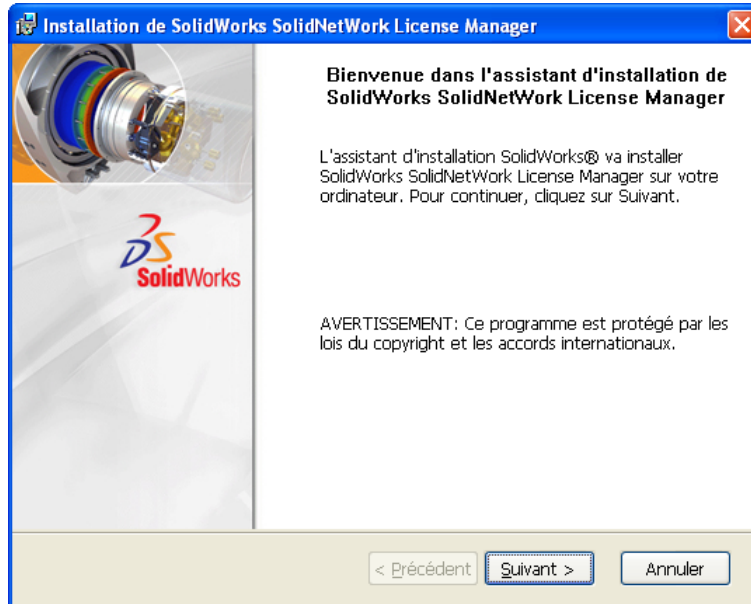 Installation de SolidWorks SolidNetWork License Manager
Bienvenue dans l'assistant d'installation de
SolidWorks SolidNetWork License Manager
L'assistant d'installation SolidWorks® va installer
SolidWorks SolidNetWork License Manager sur votre
ordinateur. Pour continuer, cliquez sur Suivant.
SolidWorks
AVERTISSEMENT: Ce programme est protégé par les
lois du copyright et les accords internationaux.
< Précédent
Suivant >
Annuler